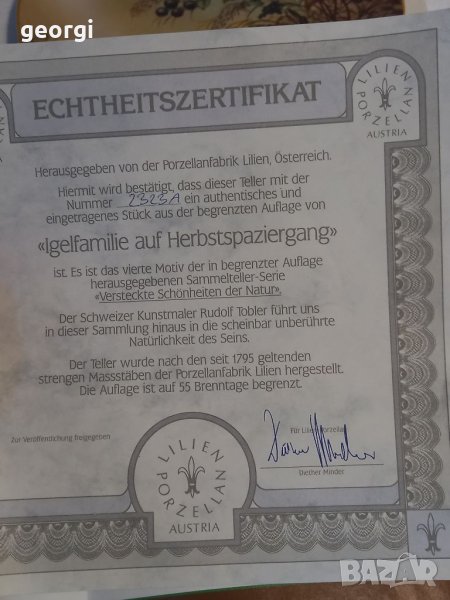 georgi
ECHTHEITSZERTIFIKAT
LILIEN PORZELLAN
AUSTRIA
Herausgegeben von der Porzellanfabrik Lilien, Österreich.
Hiermit wird bestätigt, dass dieser Teller mit der
Nummer 2323A ein authentisches und
eingetragenes Stück aus der begrenzten Auflage von
«Igelfamilie auf Herbstspaziergang»
ist. Es ist das vierte Motiv der in begrenzter Auflage
herausgegebenen Sammelteller-Serie
«Versteckte Schönheiten der Natur».
Der Schweizer Kunstmaler Rudolf Tobler führt uns
in dieser Sammlung hinaus in die scheinbar unberührte
Natürlichkeit des Seins.
Der Teller wurde nach den seit 1795 geltenden
strengen Massstäben der Porzellanfabrik Lilien hergestellt.
Die Auflage ist auf 55 Brenntage begrenzt.
Zur Veröffentlichung freigegeben
Für Lilien Porzellan
Diether Minder
LILIEN PORZELLAN
AUSTRIA
BAZAR